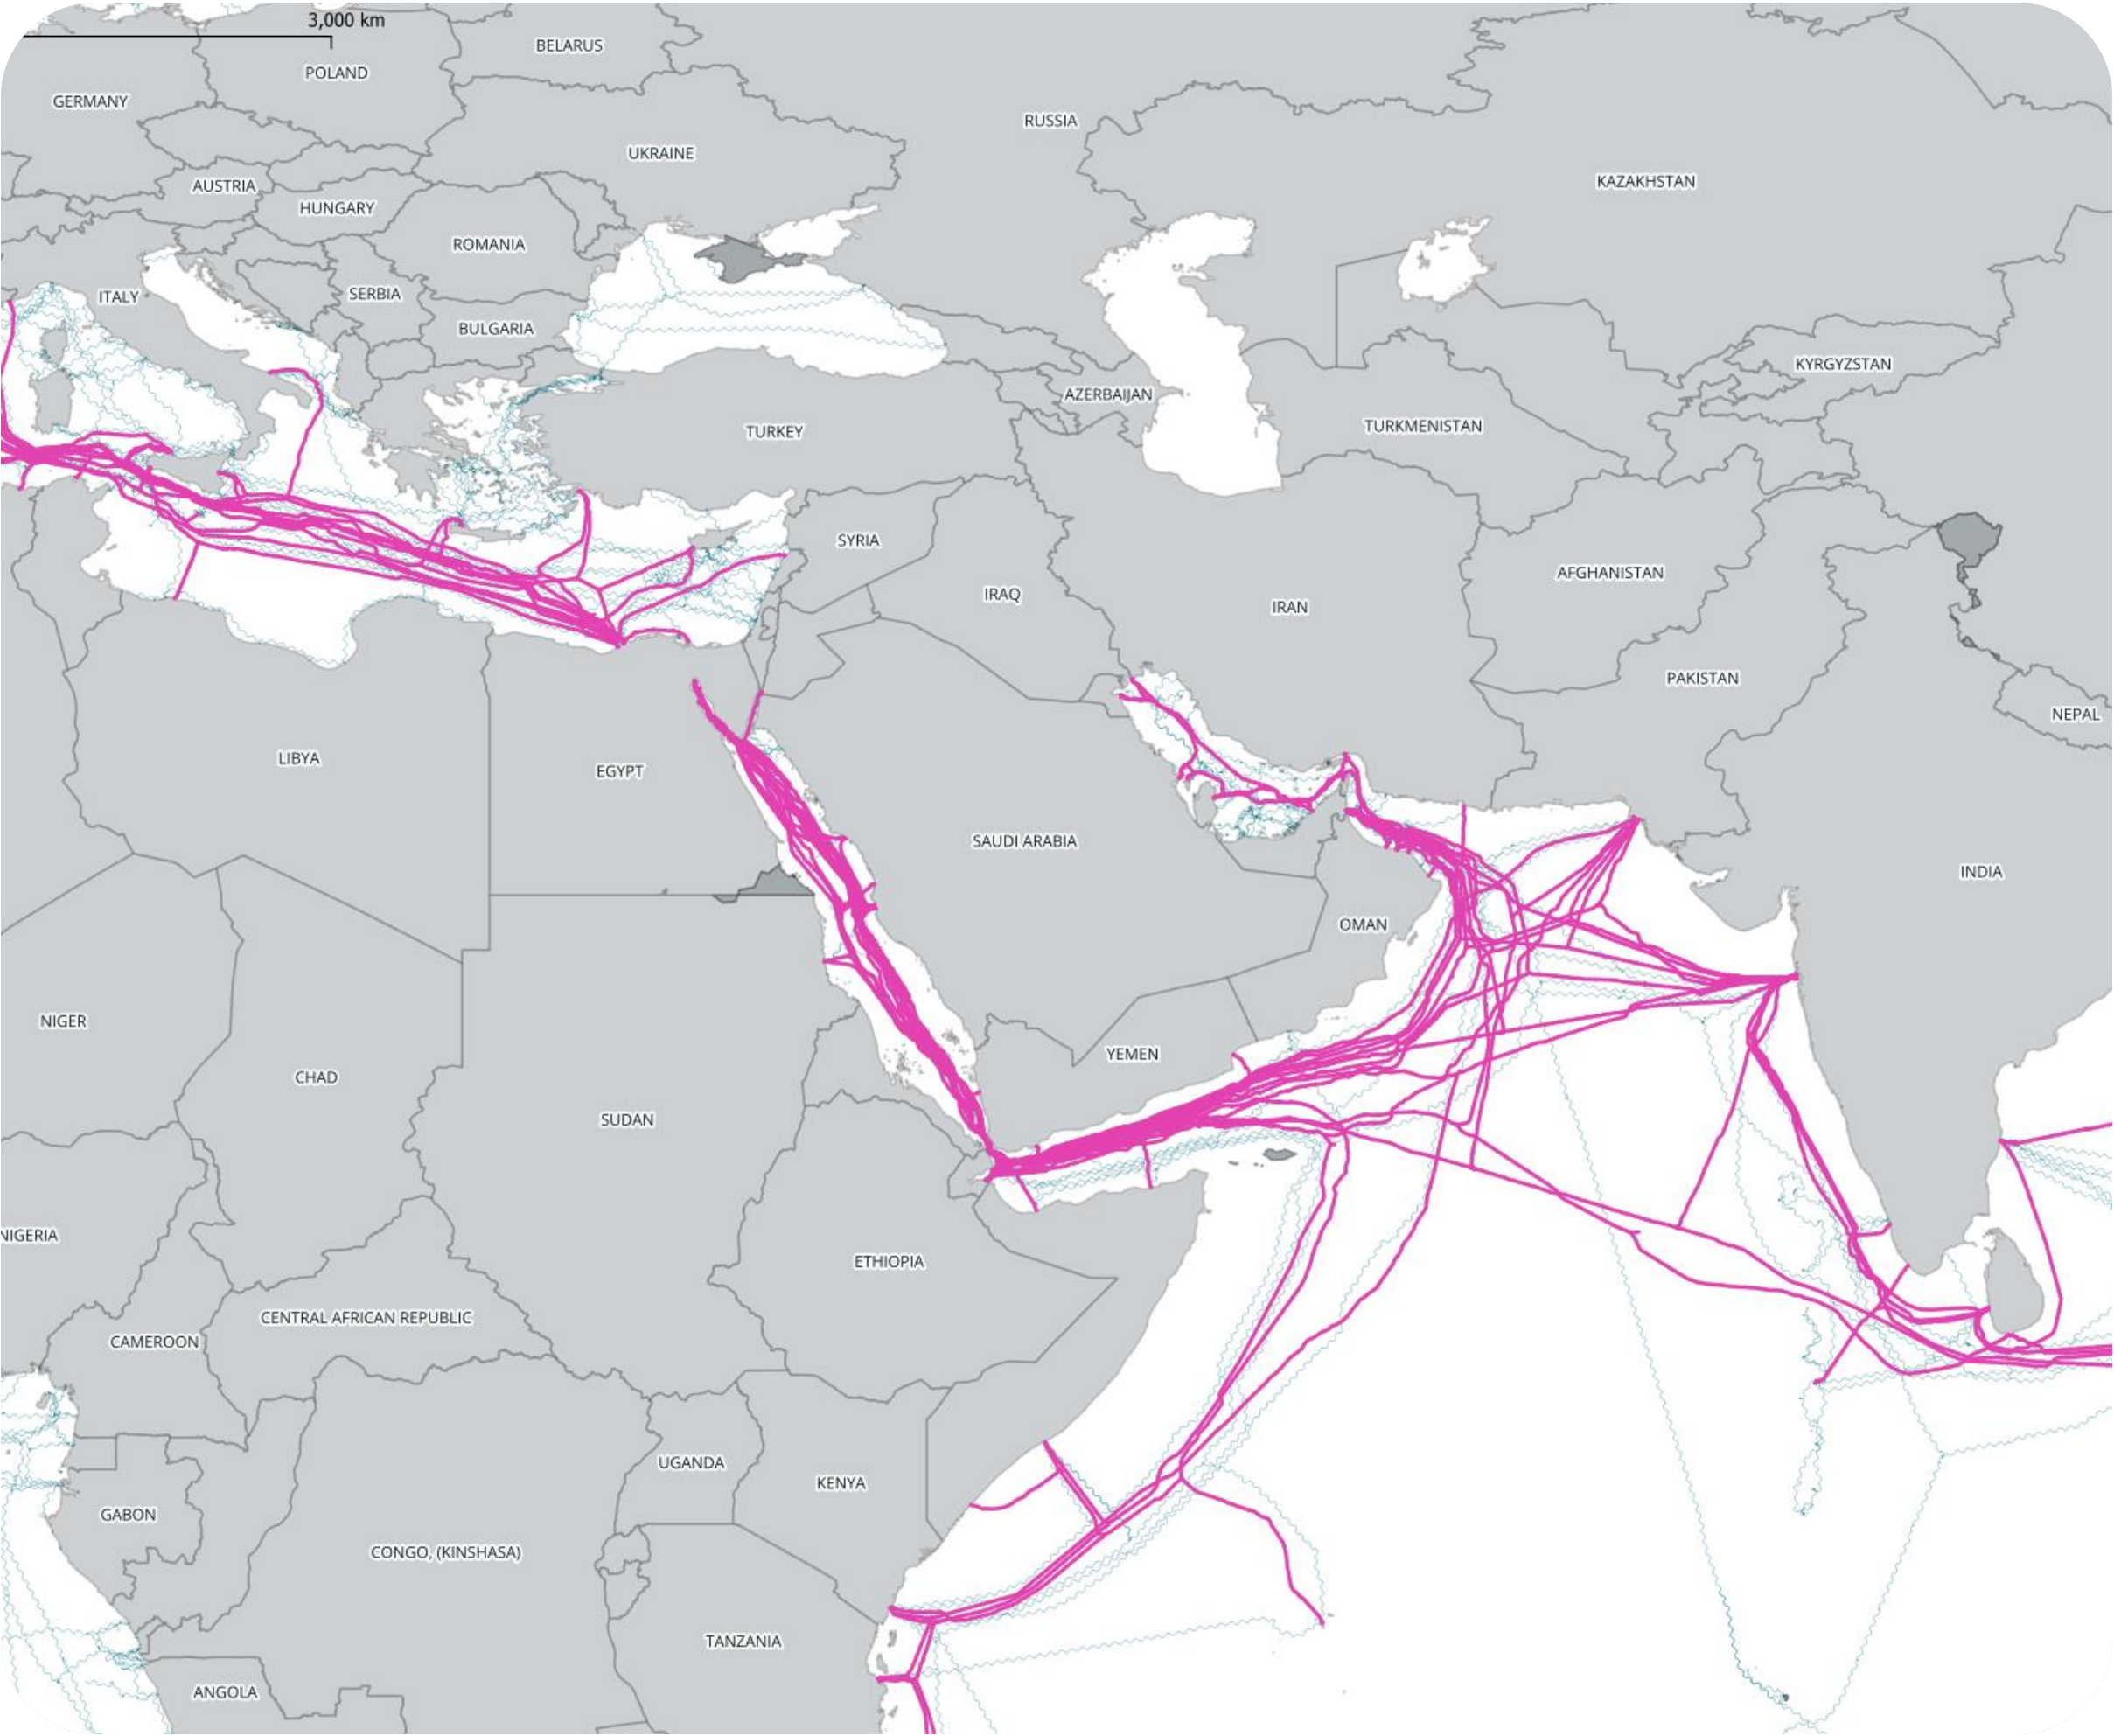 3,000 km
BELARUS
POLAND
GERMANY
RUSSIA
UKRAINE
KAZAKHSTAN
AUSTRIA
HUNGARY
ROMANIA
ITALY
SERBIA
BULGARIA
KYRGYZSTAN
AZERBAIJAN
TURKMENISTAN
TURKEY
SYRIA
AFGHANISTAN
IRAQ
IRAN
PAKISTAN
NEPAL
LIBYA
EGYPT
SAUDI ARABIA
INDIA
OMAN
NIGER
YEMEN
CHAD
SUDAN
NIGERIA
ETHIOPIA
CENTRAL AFRICAN REPUBLIC
CAMEROON
UGANDA
KENYA
GABON
CONGO, (KINSHASA)
TANZANIA
ANGOLA